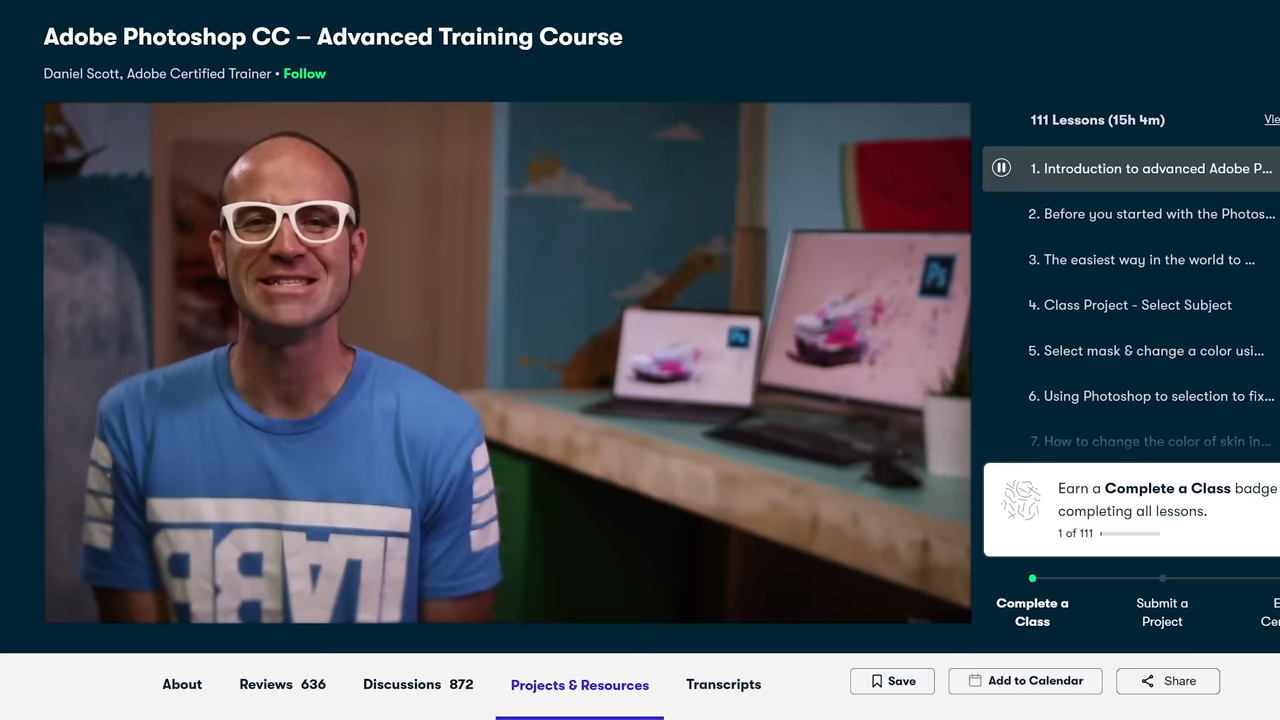 Adobe Photoshop CC – Advanced Training Course
Daniel Scott, Adobe Certified Trainer • Follow
111 Lessons (15h 4m)
Vie
1. Introduction to advanced Adobe P...
2. Before you started with the Photos...
3. The easiest way in the world to ...
4. Class Project - Select Subject
5. Select mask & change a color usi...
6. Using Photoshop to selection to fix...
7. How to change the color of skin in...
Ps
Ps
Earn a Complete a Class badge
completing all lessons.
1 of 111
Complete a
Class
Submit a
Project
E
Cer
About
Reviews 636
Discussions 872
Projects & Resources
Transcripts
Save
Add to Calendar
Share